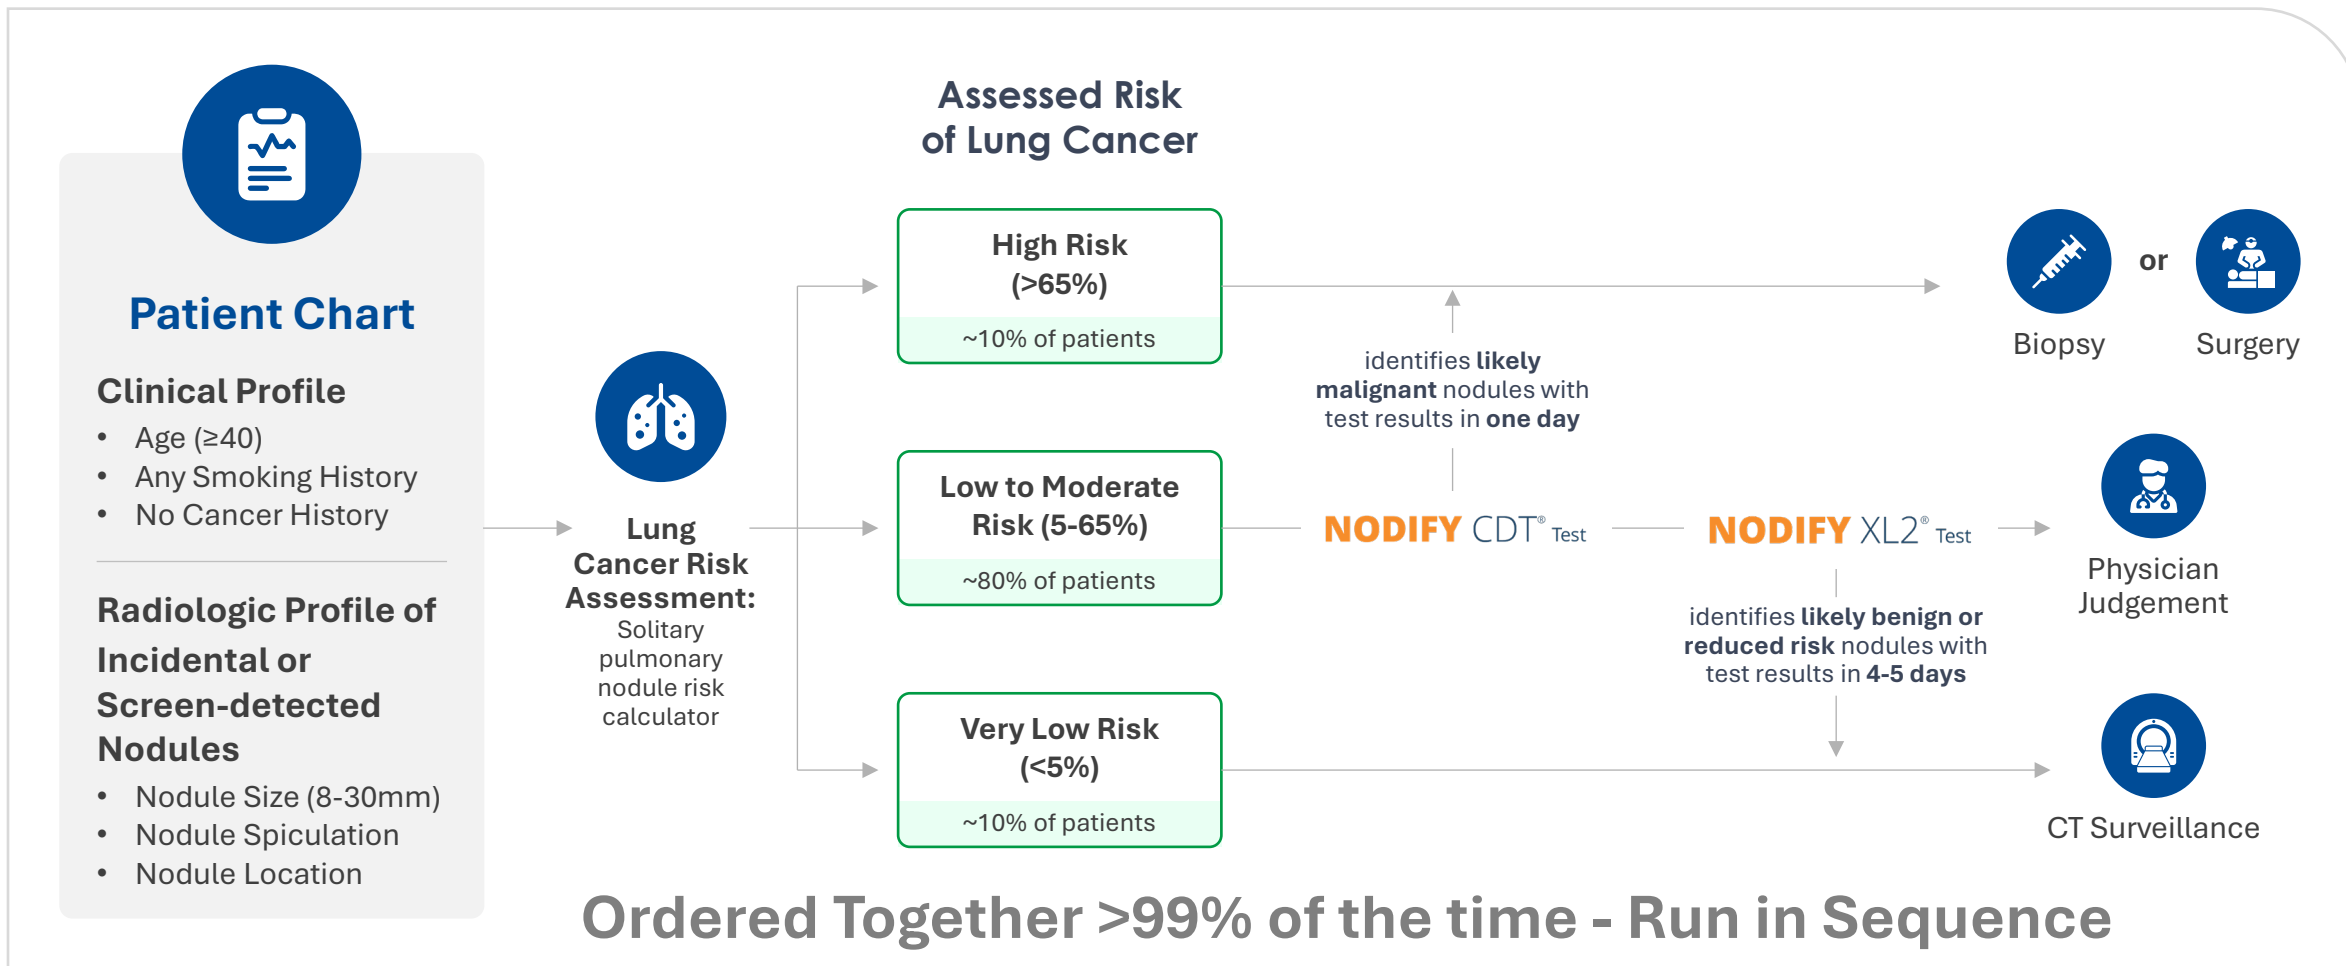 Patient Chart
Clinical Profile
• Age (≥40)
• Any Smoking History
• No Cancer History
Radiologic Profile of
Incidental or
Screen-detected
Nodules
• Nodule Size (8-30mm)
• Nodule Spiculation
• Nodule Location
Lung
Cancer Risk
Assessment:
Solitary
pulmonary
nodule risk
calculator
Assessed Risk
of Lung Cancer
High Risk
(>65%)
~10% of patients
Low to Moderate
Risk (5-65%)
~80% of patients
Very Low Risk
(<5%)
~10% of patients
identifies likely
malignant nodules with
test results in one day
NODIFY CDT® Test
NODIFY XL2® Test
identifies likely benign or
reduced risk nodules with
test results in 4-5 days
or
Biopsy
Surgery
Physician
Judgement
CT Surveillance
Ordered Together >99% of the time - Run in Sequence